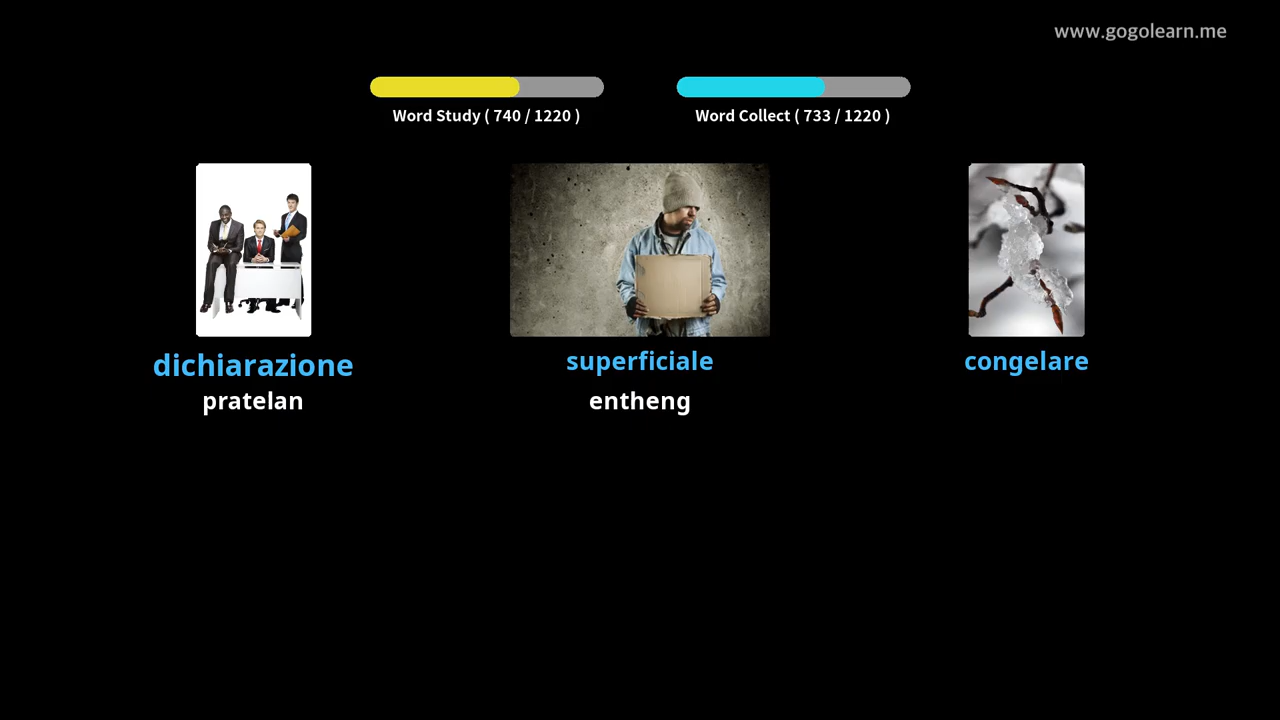 www.gogolearn.me
Word Study ( 740 / 1220 )
Word Collect ( 733 / 1220 )
dichiarazione
superficiale
congelare
pratelan
entheng